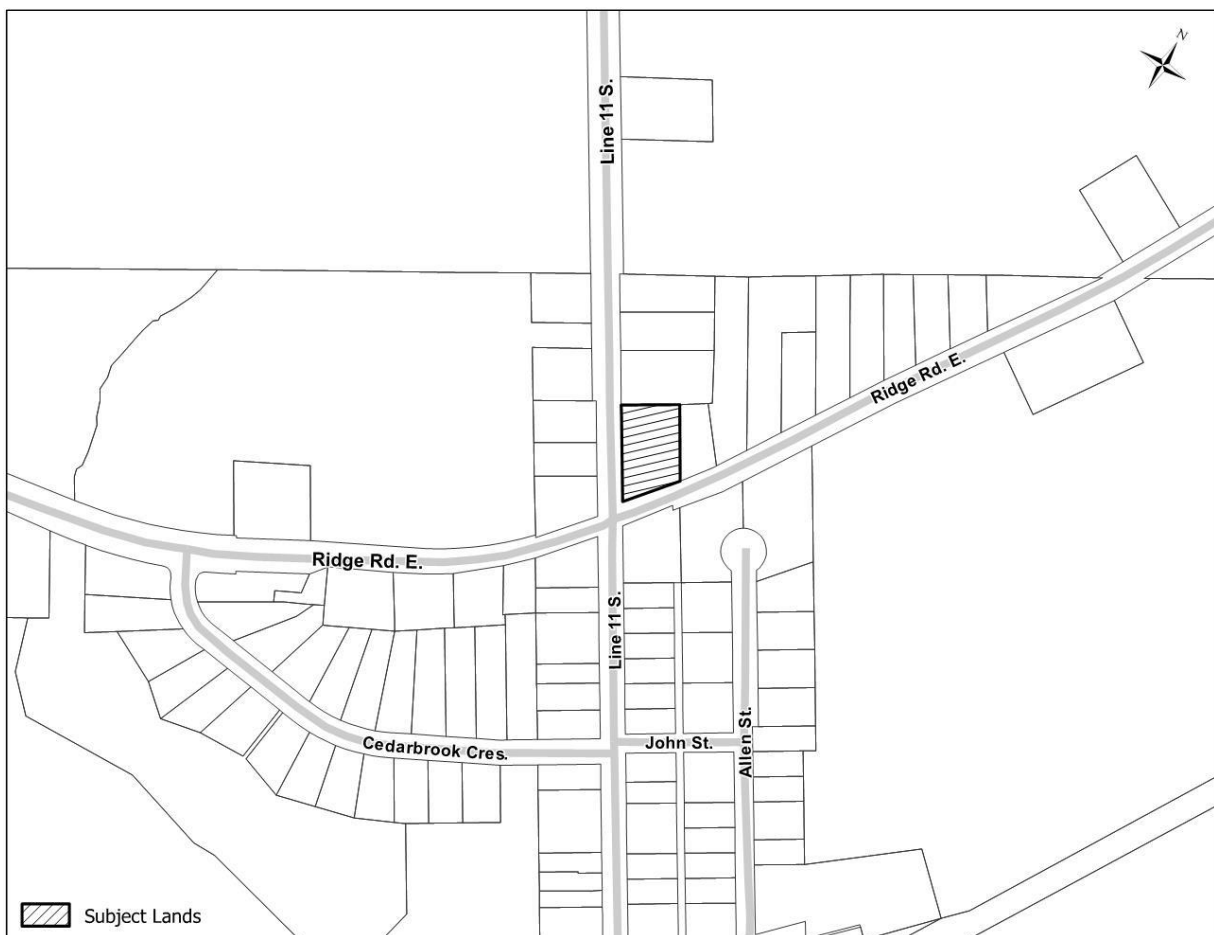 N
Line 11 S.
Ridge Rd. E.
Ridge Rd. E.
Line 11 S.
Cedarbrook Cres.
John St.
Allen St.
Subject Lands